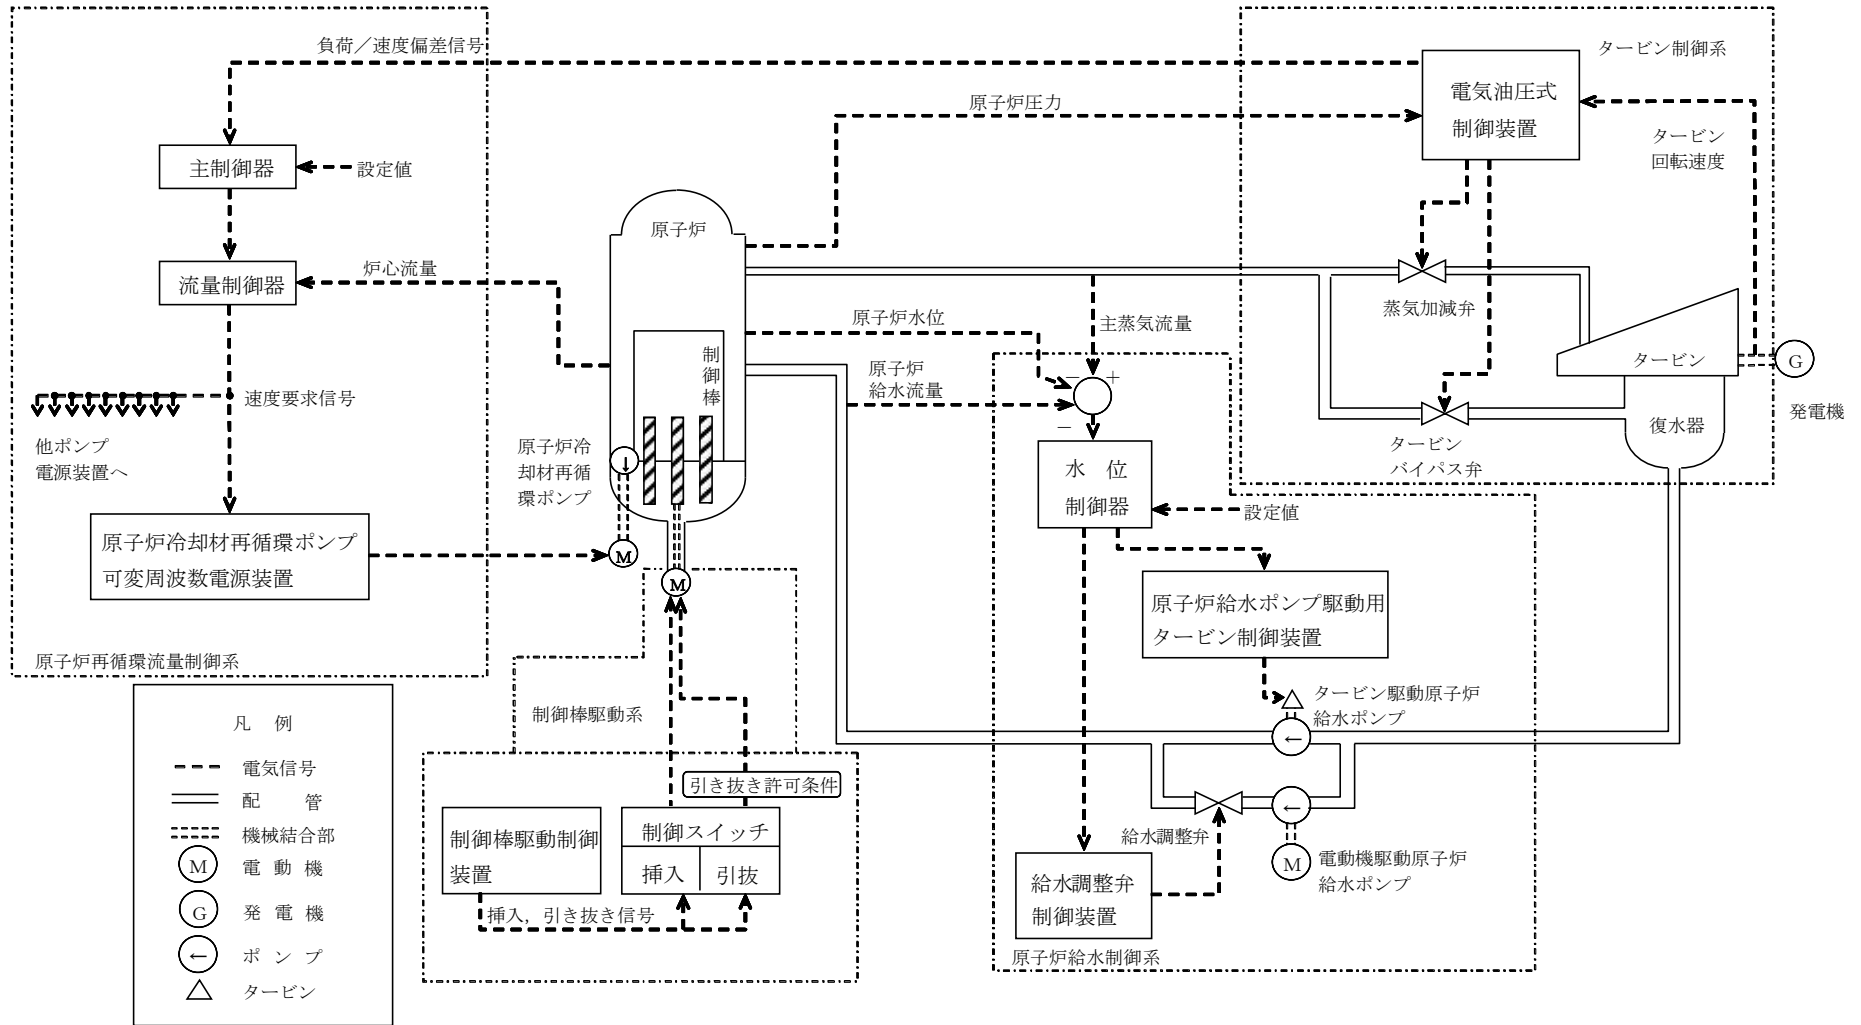 負荷／速度偏差信号
タービン制御系
電気油圧式
制御装置
原子炉圧力
タービン
回転速度
主制御器
設定値
原子炉
炉心流量
流量制御器
蒸気加減弁
原子炉水位
主蒸気流量
制
御
棒
原子炉
給水流量
－
＋
－
タービン
G
発電機
速度要求信号
他ポンプ
電源装置へ
復水器
タービン
バイパス弁
原子炉冷
却材再循
環ポンプ
↓
水　位
制御器
設定値
原子炉冷却材再循環ポンプ
可変周波数電源装置
M
M
原子炉給水ポンプ駆動用
タービン制御装置
原子炉再循環流量制御系
タービン駆動原子炉
給水ポンプ
←
制御棒駆動系
引き抜き許可条件
制御棒駆動制御
装置
制御スイッチ
挿入
引抜
挿入，引き抜き信号
←
給水調整弁
M
電動機駆動原子炉
給水ポンプ
給水調整弁
制御装置
原子炉給水制御系
凡　例
電気信号
配　　管
機械結合部
M
電 動 機
G
発 電 機
←
ポ ン プ
タービン